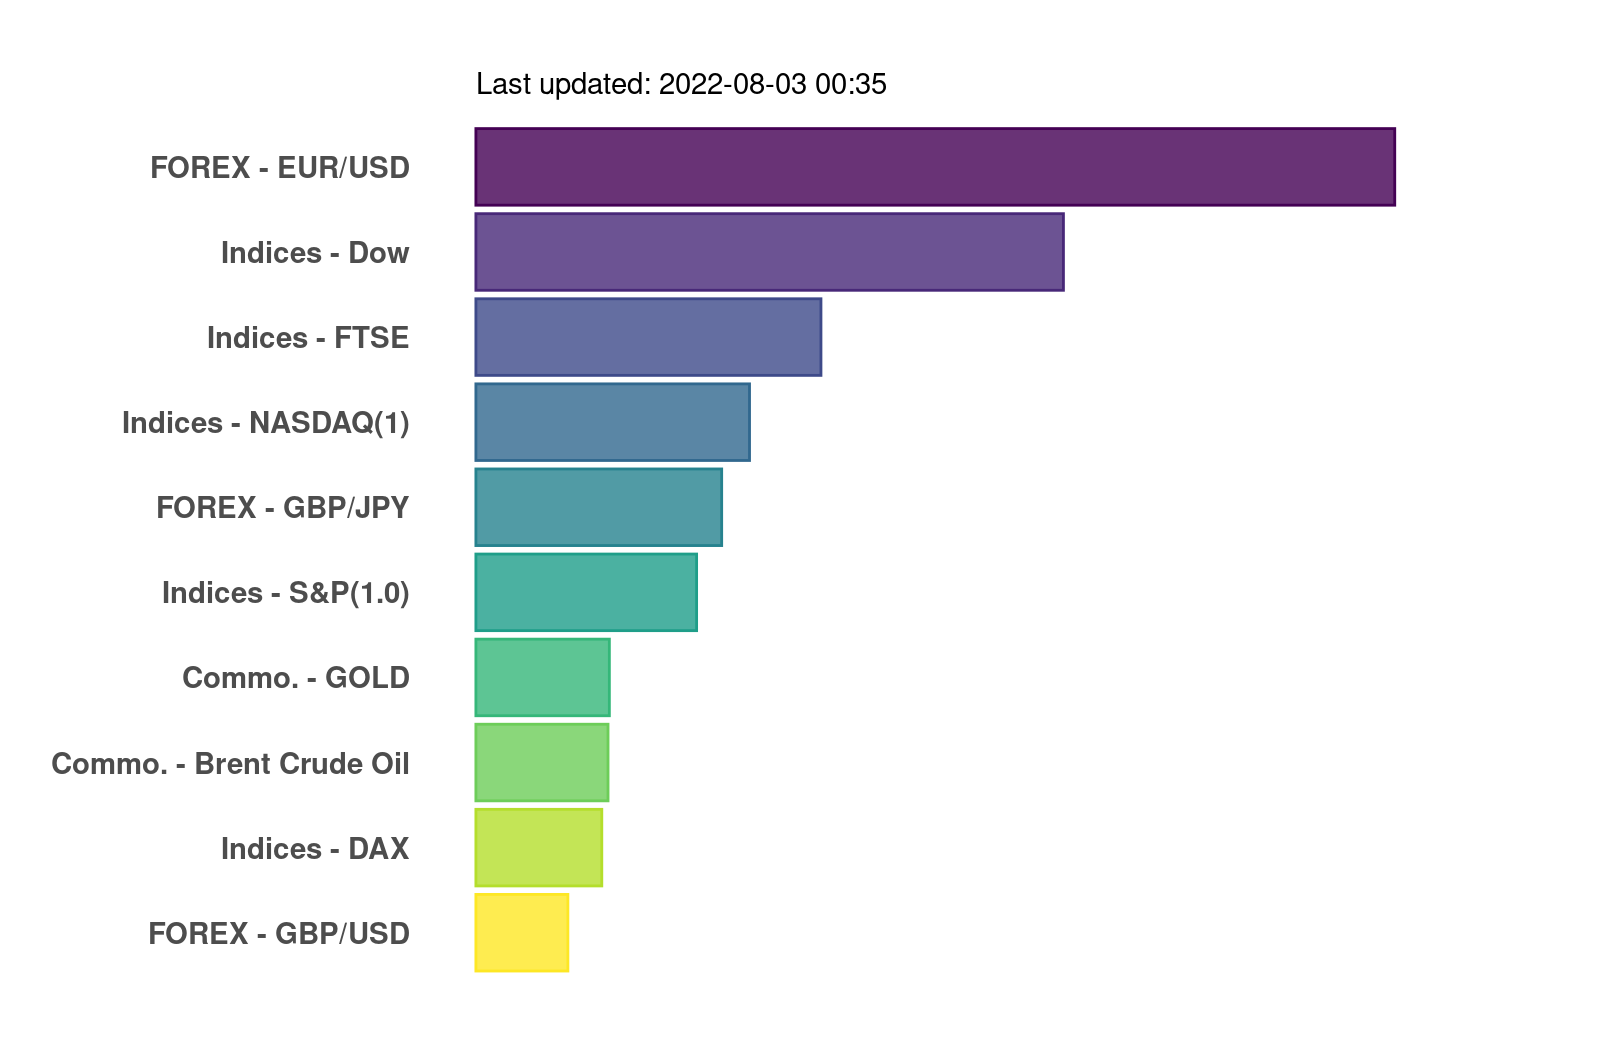 Last updated: 2022-08-03 00:35
FOREX - EUR/USD
Indices - Dow
Indices - FTSE
Indices - NASDAQ(1)
FOREX - GBP/JPY
Indices - S&P(1.0)
Commo. - GOLD
Commo. - Brent Crude Oil
Indices - DAX
FOREX - GBP/USD